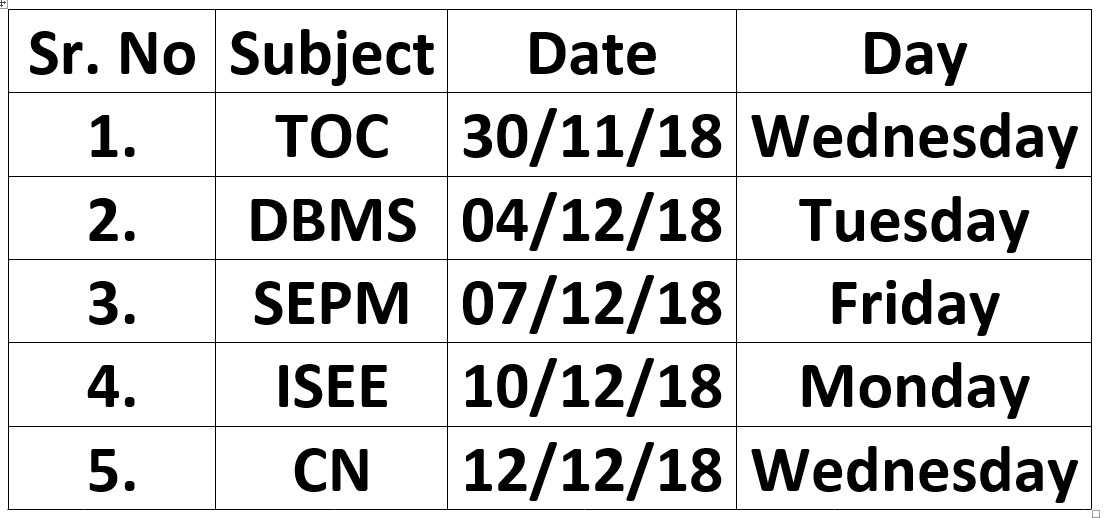 Sr. No Subject Date Day
1. TOC 30/11/18 Wednesday
2. DBMS 04/12/18 Tuesday
3. SEPM 07/12/18 Friday
4. ISEE 10/12/18 Monday
5. CN 12/12/18 Wednesday